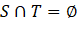 S ∩ T = ∅